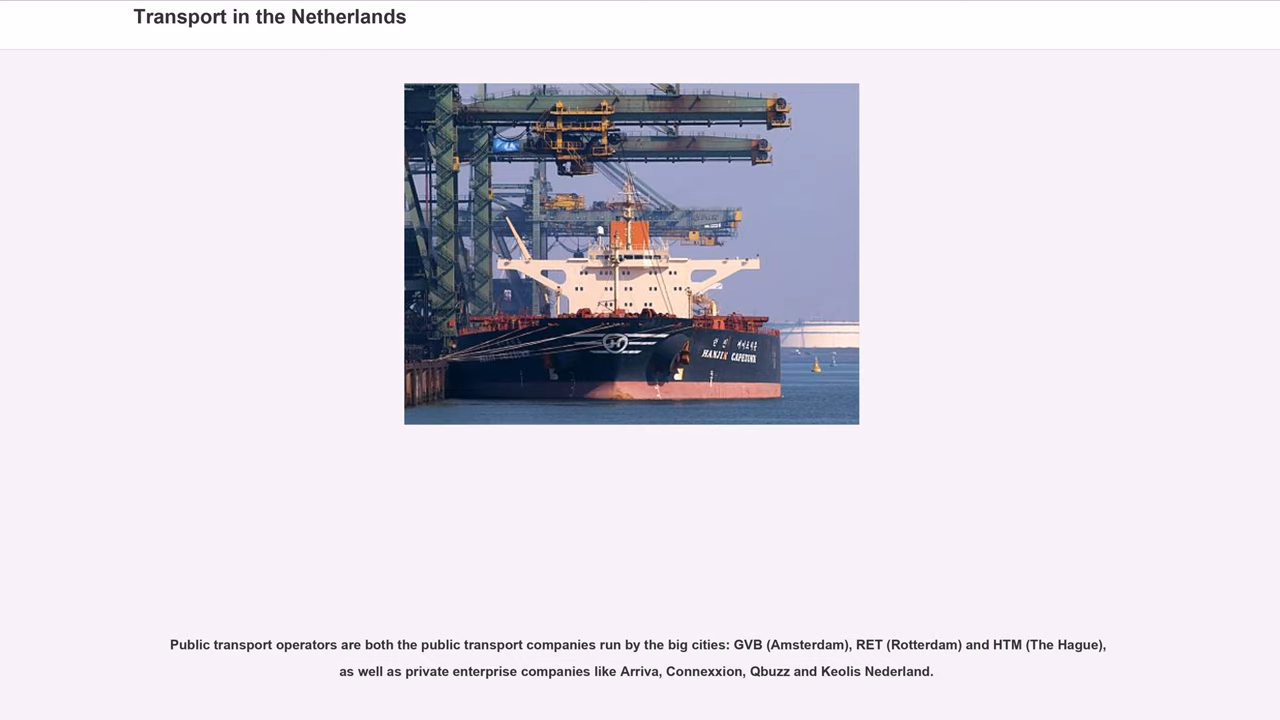 Transport in the Netherlands
HANJIN CAPETOWN
Public transport operators are both the public transport companies run by the big cities: GVB (Amsterdam), RET (Rotterdam) and HTM (The Hague),
as well as private enterprise companies like Arriva, Connexxion, Qbuzz and Keolis Nederland.